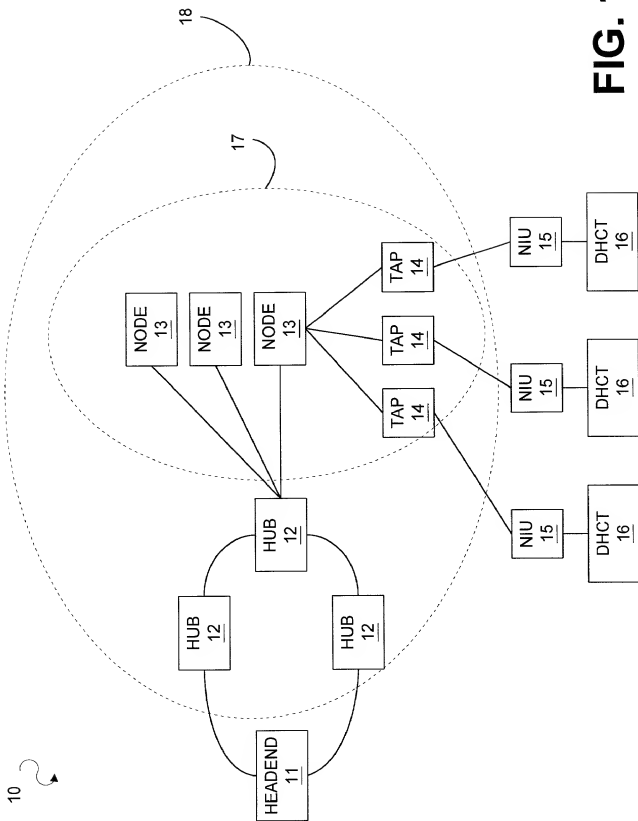 10
18
17
NODE
13
HUB
12
NODE
13
HEADEND
11
HUB
12
NODE
13
HUB
12
TAP
14
TAP
14
TAP
14
NIU
15
NIU
15
NIU
15
DHCT
16
DHCT
16
DHCT
16
FIG.